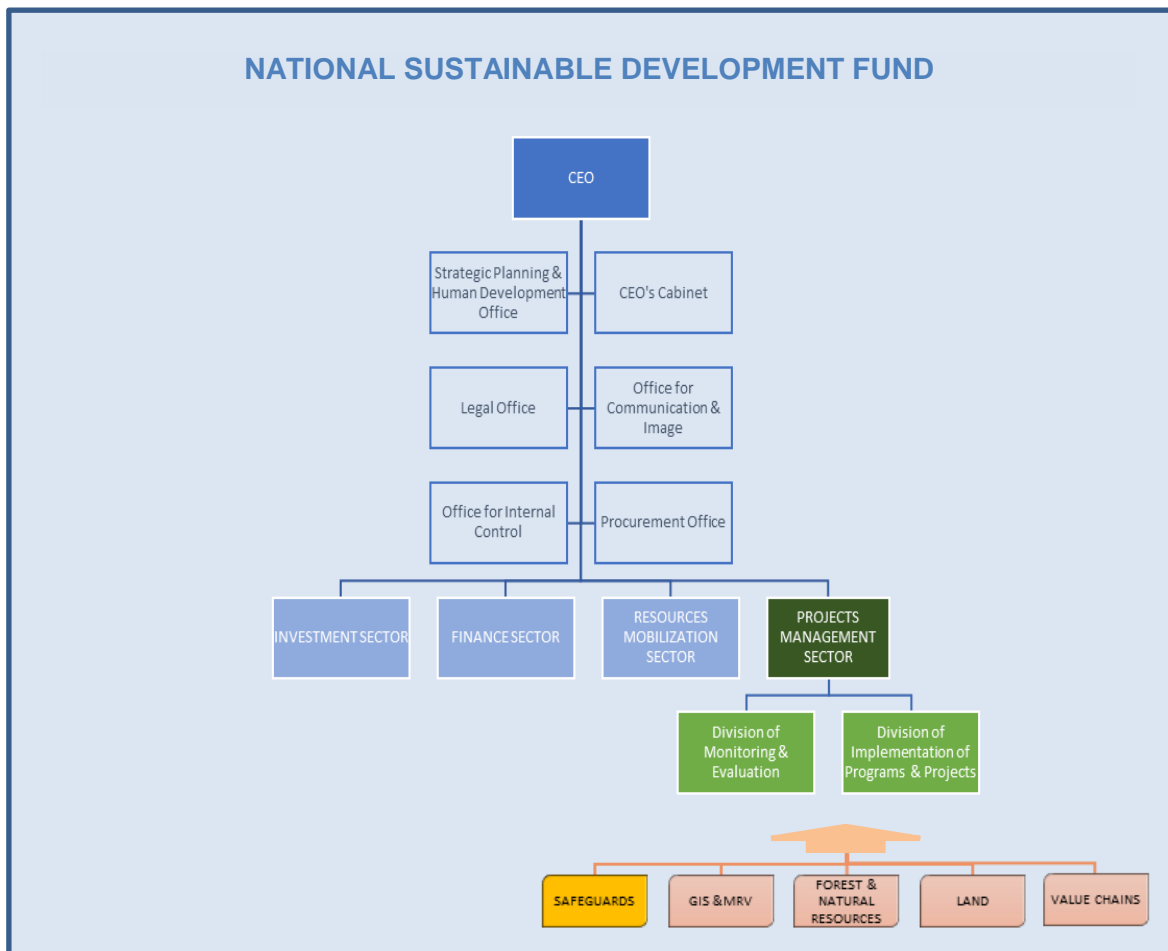 NATIONAL SUSTAINABLE DEVELOPMENT FUND
CEO
Strategic Planning &
Human Development
Office
CEO's Cabinet
Legal Office
Office for
Communication &
Image
Office for Internal
Control
Procurement Office
INVESTMENT SECTOR
FINANCE SECTOR
RESOURCES
MOBILIZATION
SECTOR
PROJECTS
MANAGEMENT
SECTOR
Division of
Monitoring &
Evaluation
Division of
Implementation of
Programs & Projects
SAFEGUARDS
GIS & MRV
FOREST &
NATURAL
RESOURCES
LAND
VALUE CHAINS